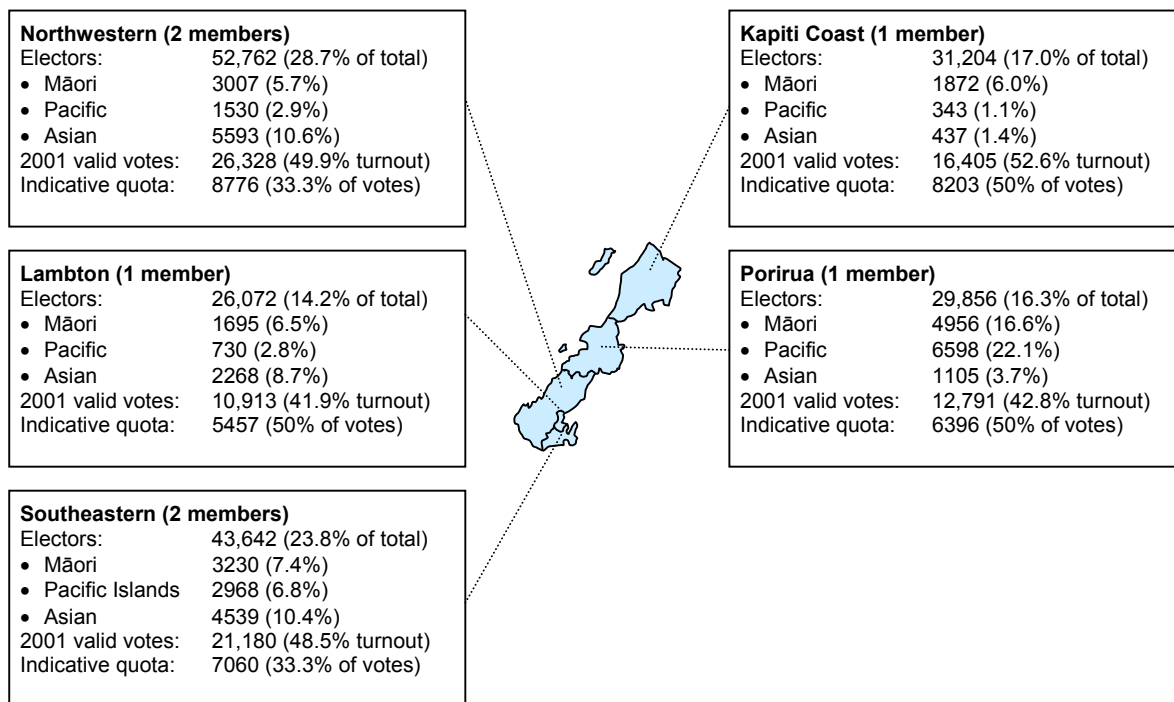 Northwestern (2 members)
Electors: 52,762 (28.7% of total)
• Māori 3007 (5.7%)
• Pacific 1530 (2.9%)
• Asian 5593 (10.6%)
2001 valid votes: 26,328 (49.9% turnout)
Indicative quota: 8776 (33.3% of votes)
Kapiti Coast (1 member)
Electors: 31,204 (17.0% of total)
• Māori 1872 (6.0%)
• Pacific 343 (1.1%)
• Asian 437 (1.4%)
2001 valid votes: 16,405 (52.6% turnout)
Indicative quota: 8203 (50% of votes)
Lambton (1 member)
Electors: 26,072 (14.2% of total)
• Māori 1695 (6.5%)
• Pacific 730 (2.8%)
• Asian 2268 (8.7%)
2001 valid votes: 10,913 (41.9% turnout)
Indicative quota: 5457 (50% of votes)
Porirua (1 member)
Electors: 29,856 (16.3% of total)
• Māori 4956 (16.6%)
• Pacific 6598 (22.1%)
• Asian 1105 (3.7%)
2001 valid votes: 12,791 (42.8% turnout)
Indicative quota: 6396 (50% of votes)
Southeastern (2 members)
Electors: 43,642 (23.8% of total)
• Māori 3230 (7.4%)
• Pacific Islands 2968 (6.8%)
• Asian 4539 (10.4%)
2001 valid votes: 21,180 (48.5% turnout)
Indicative quota: 7060 (33.3% of votes)